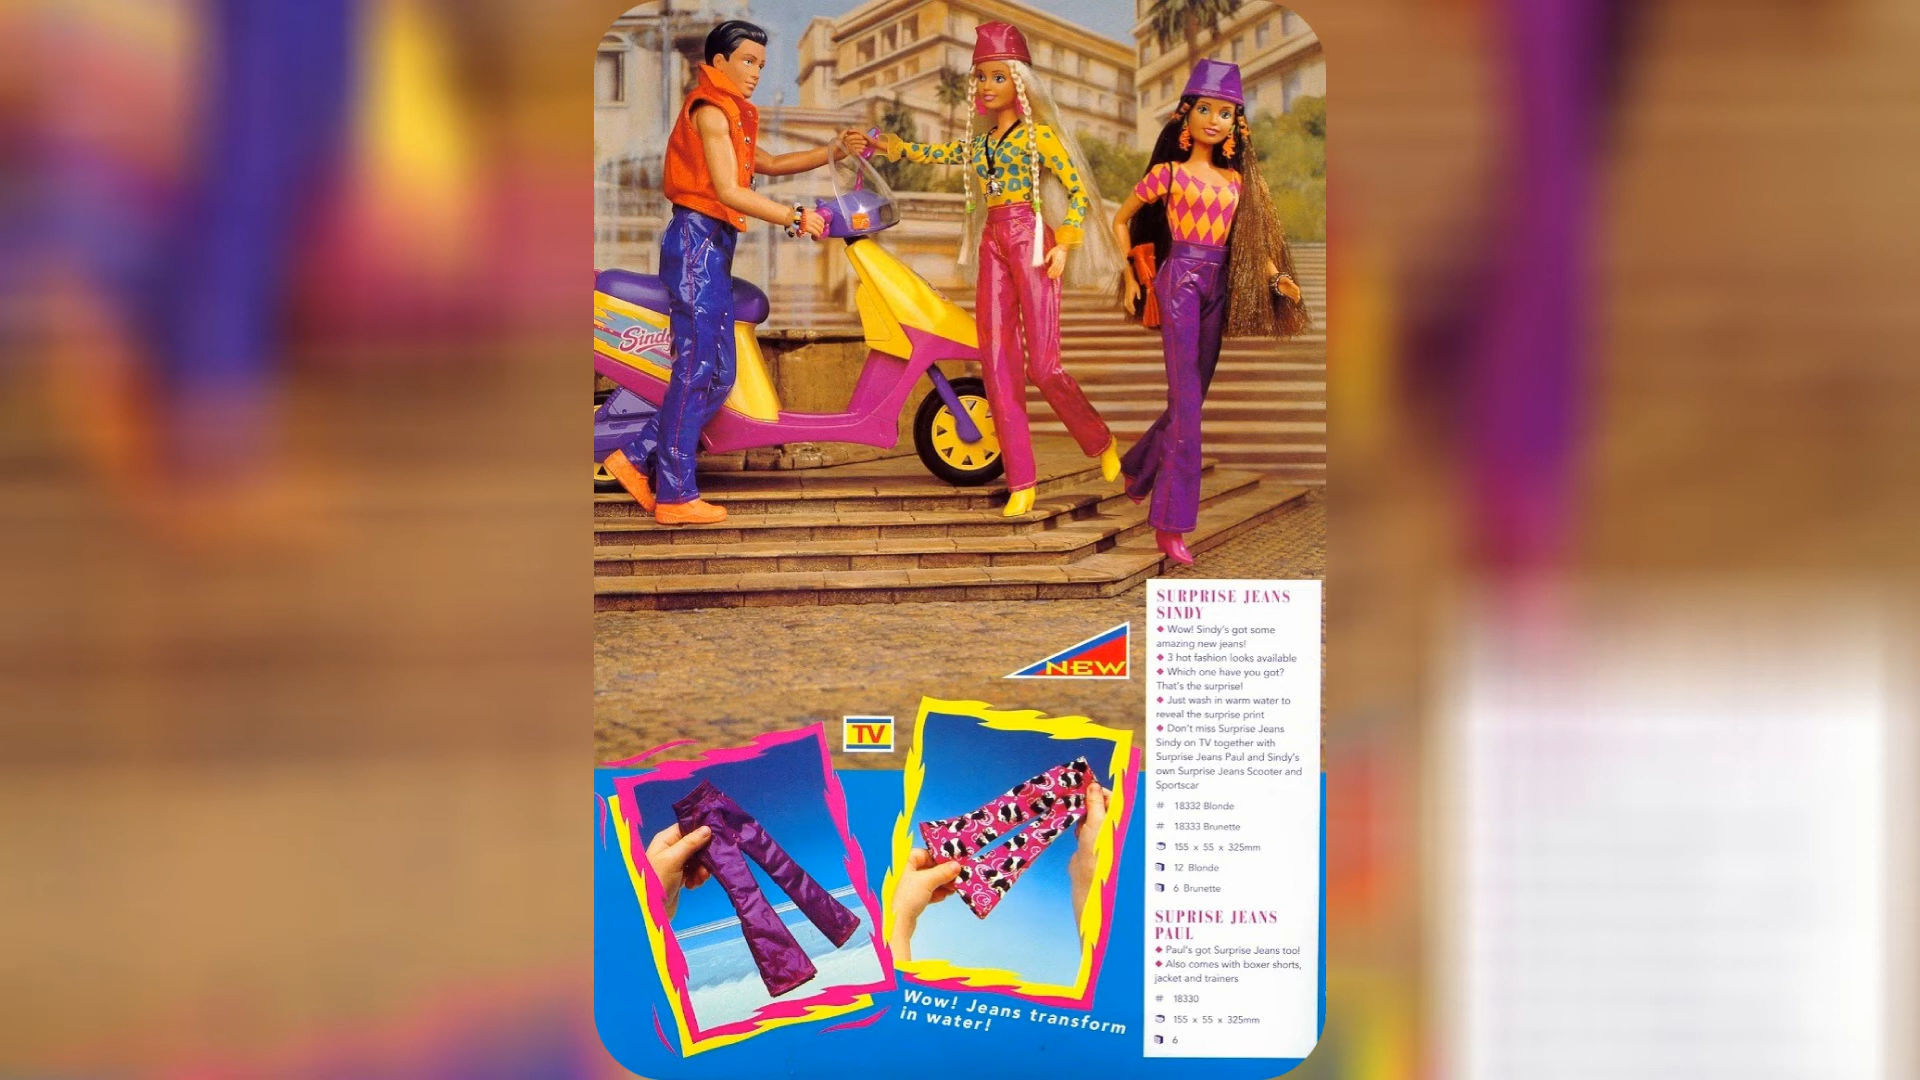 Sindy
NEW
TV
Wow! Jeans transform
in water!
SURPRISE JEANS
SINDY
◆ Wow! Sindy's got some
amazing new jeans!
◆ 3 hot fashion looks available
◆ Which one have you got?
That's the surprise!
◆ Just wash in warm water to
reveal the surprise print
◆ Don't miss Surprise Jeans
Sindy on TV together with
Surprise Jeans Paul and Sindy's
own Surprise Jeans Scooter and
Sportscar
# 18332 Blonde
# 18333 Brunette
155 x 55 x 325mm
12 Blonde
6 Brunette
SUPRISE JEANS
PAUL
◆ Paul's got Surprise Jeans too!
◆ Also comes with boxer shorts,
jacket and trainers
# 18330
155 x 55 x 325mm
6